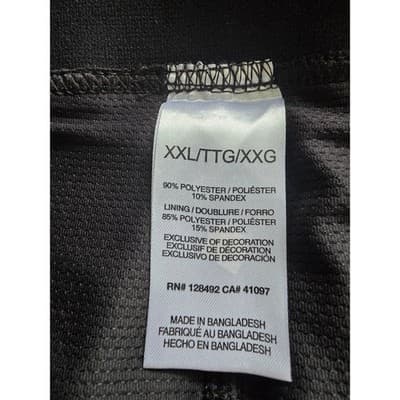 XXL/TTG/XXG
90% POLYESTER / POLIÉSTER
10% SPANDEX
LINING / DOUBLURE / FORRO
85% POLYESTER / POLIÉSTER
15% SPANDEX
EXCLUSIVE OF DECORATION
EXCLUSIF DE DÉCORATION
EXCLUSIVO DE DECORACIÓN
RN# 128492 CA# 41097
MADE IN BANGLADESH
FABRIQUÉ AU BANGLADESH
HECHO EN BANGLADESH